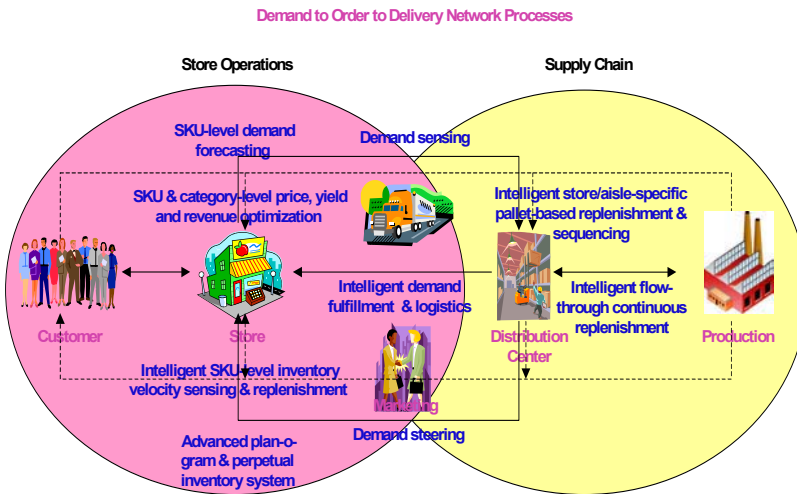 Demand to Order to Delivery Network Processes
Store Operations
Supply Chain
SKU-level demand
forecasting
Demand sensing
SKU & category-level price, yield
and revenue optimization
Intelligent store/aisle-specific
pallet-based replenishment &
sequencing
Intelligent demand
fulfillment & logistics
Intelligent flow-
through continuous
replenishment
Customer
Store
Distribution
Center
Production
Intelligent SKU-level inventory
velocity sensing & replenishment
Marketing
Demand steering
Advanced plan-o-
gram & perpetual
inventory system